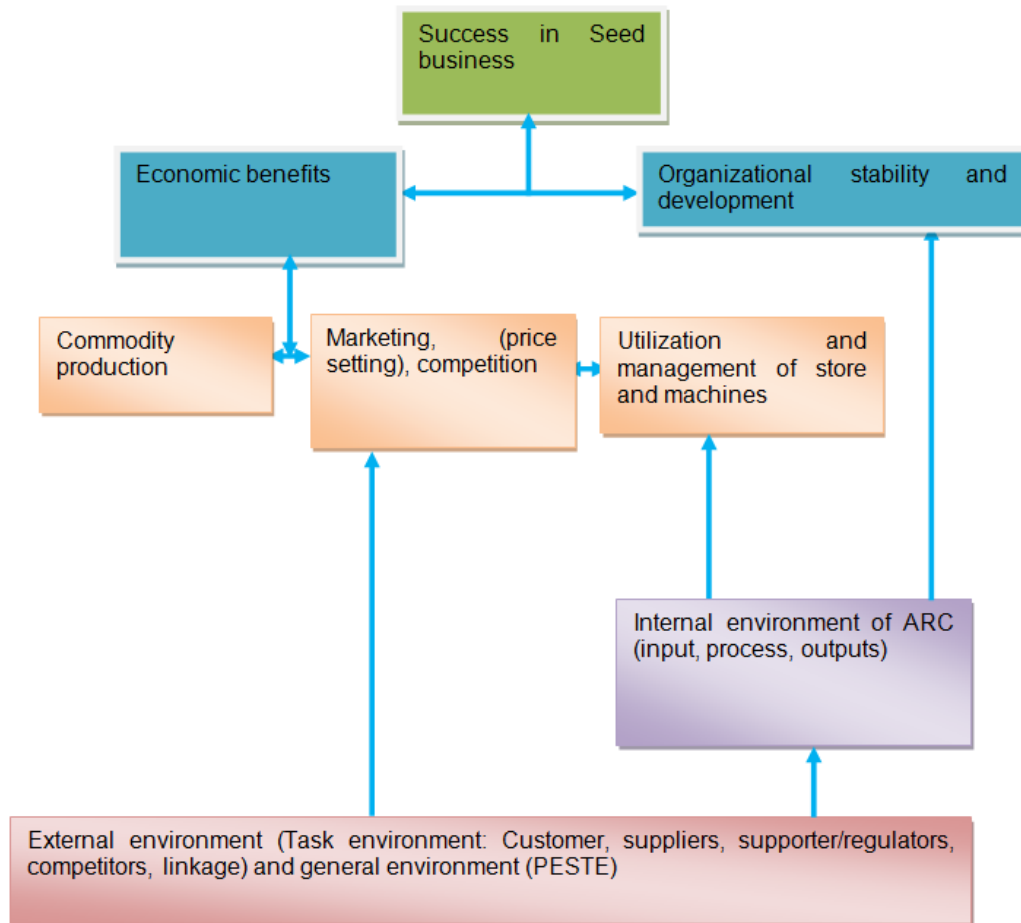 Success in Seed
business
Economic benefits
Organizational stability and
development
Commodity
production
Marketing, (price
setting), competition
Utilization and
management of store
and machines
Internal environment of ARC
(input, process, outputs)
External environment (Task environment: Customer, suppliers, supporter/regulators,
competitors, linkage) and general environment (PESTE)